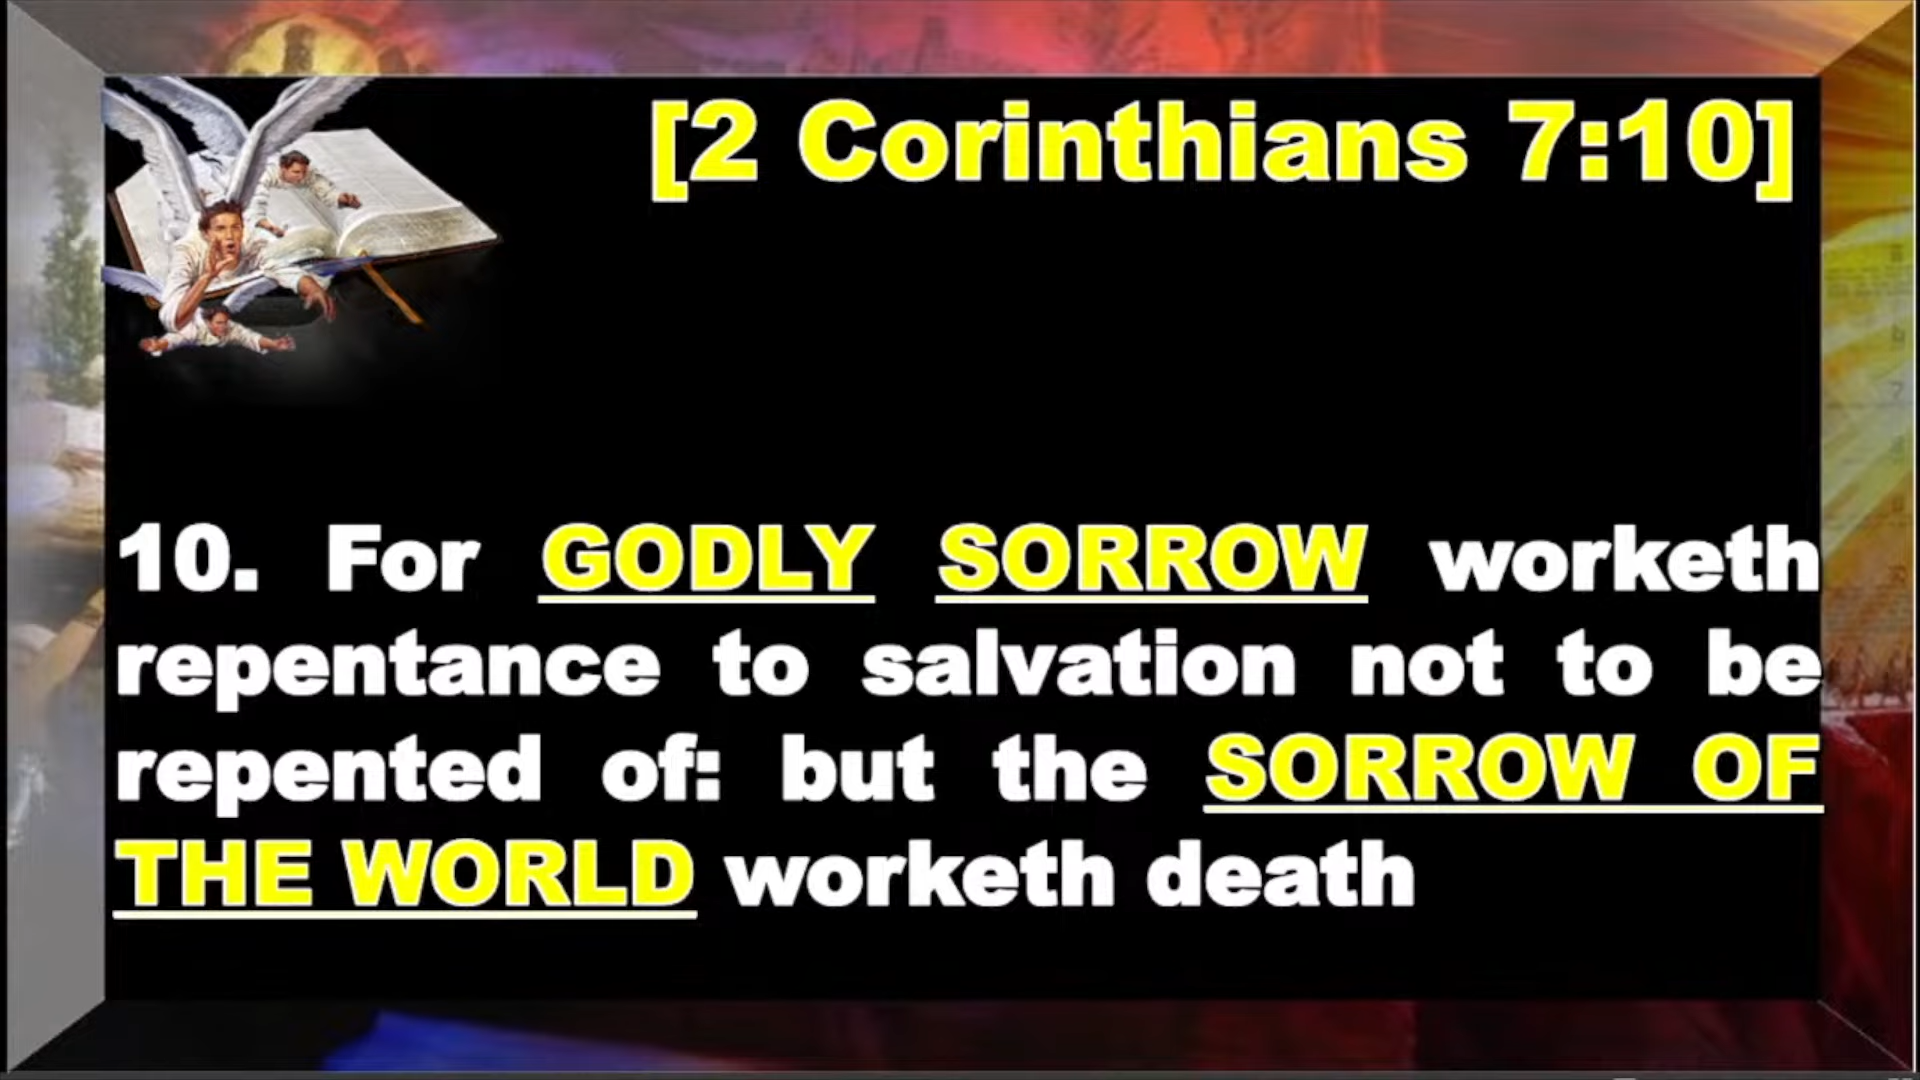 [2 Corinthians 7:10]
10. For GODLY SORROW worketh
repentance to salvation not to be
repented of: but the SORROW OF
THE WORLD worketh death